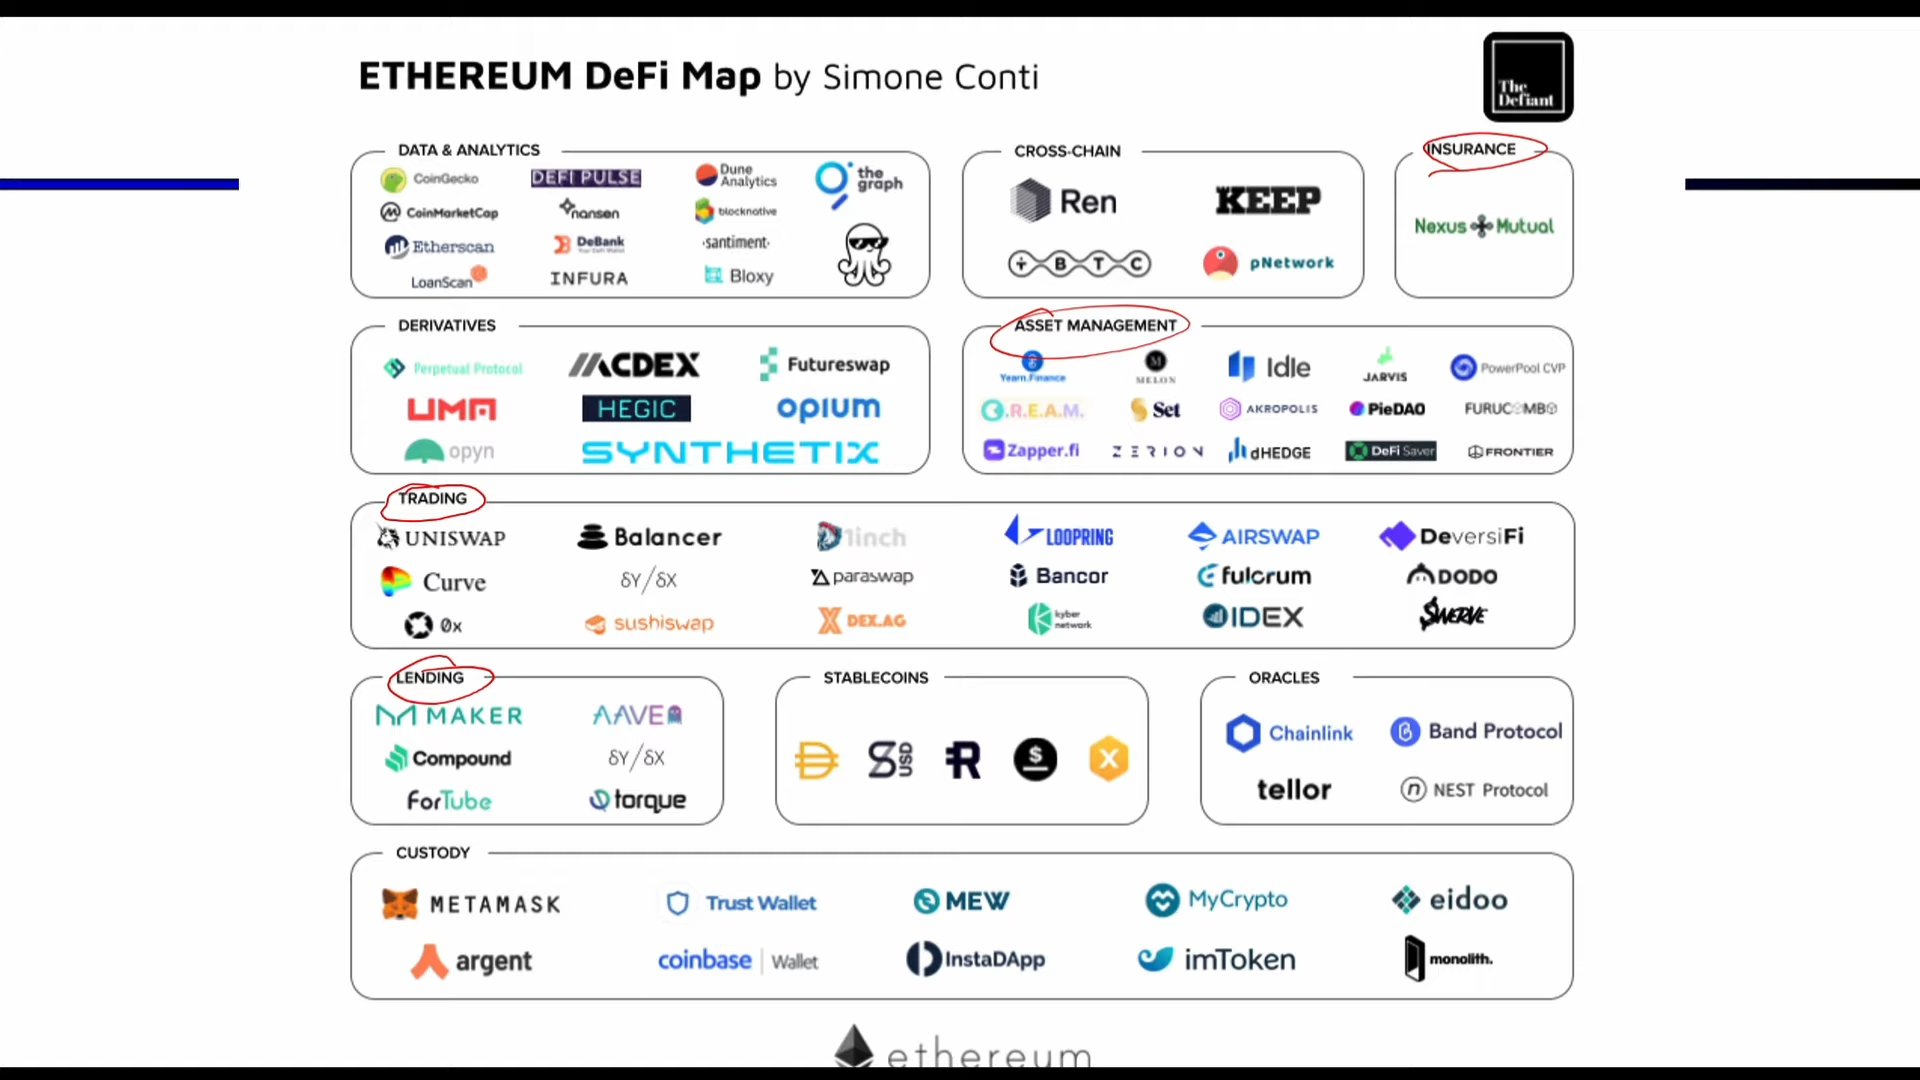 ETHEREUM DeFi Map by Simone Conti
The Defiant
DATA & ANALYTICS
CoinGecko
DEFI PULSE
Dune Analytics
the graph
CoinMarketCap
nansen
blocknative
Etherscan
DeBank
Your DeFi Wallet
·santiment·
LoanScan
INFURA
Bloxy
CROSS-CHAIN
Ren
KEEP
TBTC
pNetwork
INSURANCE
Nexus Mutual
DERIVATIVES
Perpetual Protocol
MCDEX
Futureswap
UMA
HEGIC
opium
opyn
SYNTHETIX
ASSET MANAGEMENT
Yearn.Finance
MELON
Idle
JARVIS
PowerPool CVP
C.R.E.A.M.
Set
AKROPOLIS
PieDAO
FURUCOMBO
Zapper.fi
ZERION
dHEDGE
DeFi Saver
FRONTIER
TRADING
UNISWAP
Balancer
1inch
LOOPRING
AIRSWAP
DeversiFi
Curve
δY/δX
paraswap
Bancor
fulcrum
DODO
0x
sushiswap
DEX.AG
kyber network
IDEX
SWERVE
LENDING
MAKER
AAVE
Compound
δY/δX
ForTube
torque
STABLECOINS
SUSD
R
$
X
ORACLES
Chainlink
Band Protocol
tellor
NEST Protocol
CUSTODY
METAMASK
Trust Wallet
MEW
MyCrypto
eidoo
argent
coinbase | Wallet
InstaDApp
imToken
monolith.
ethereum